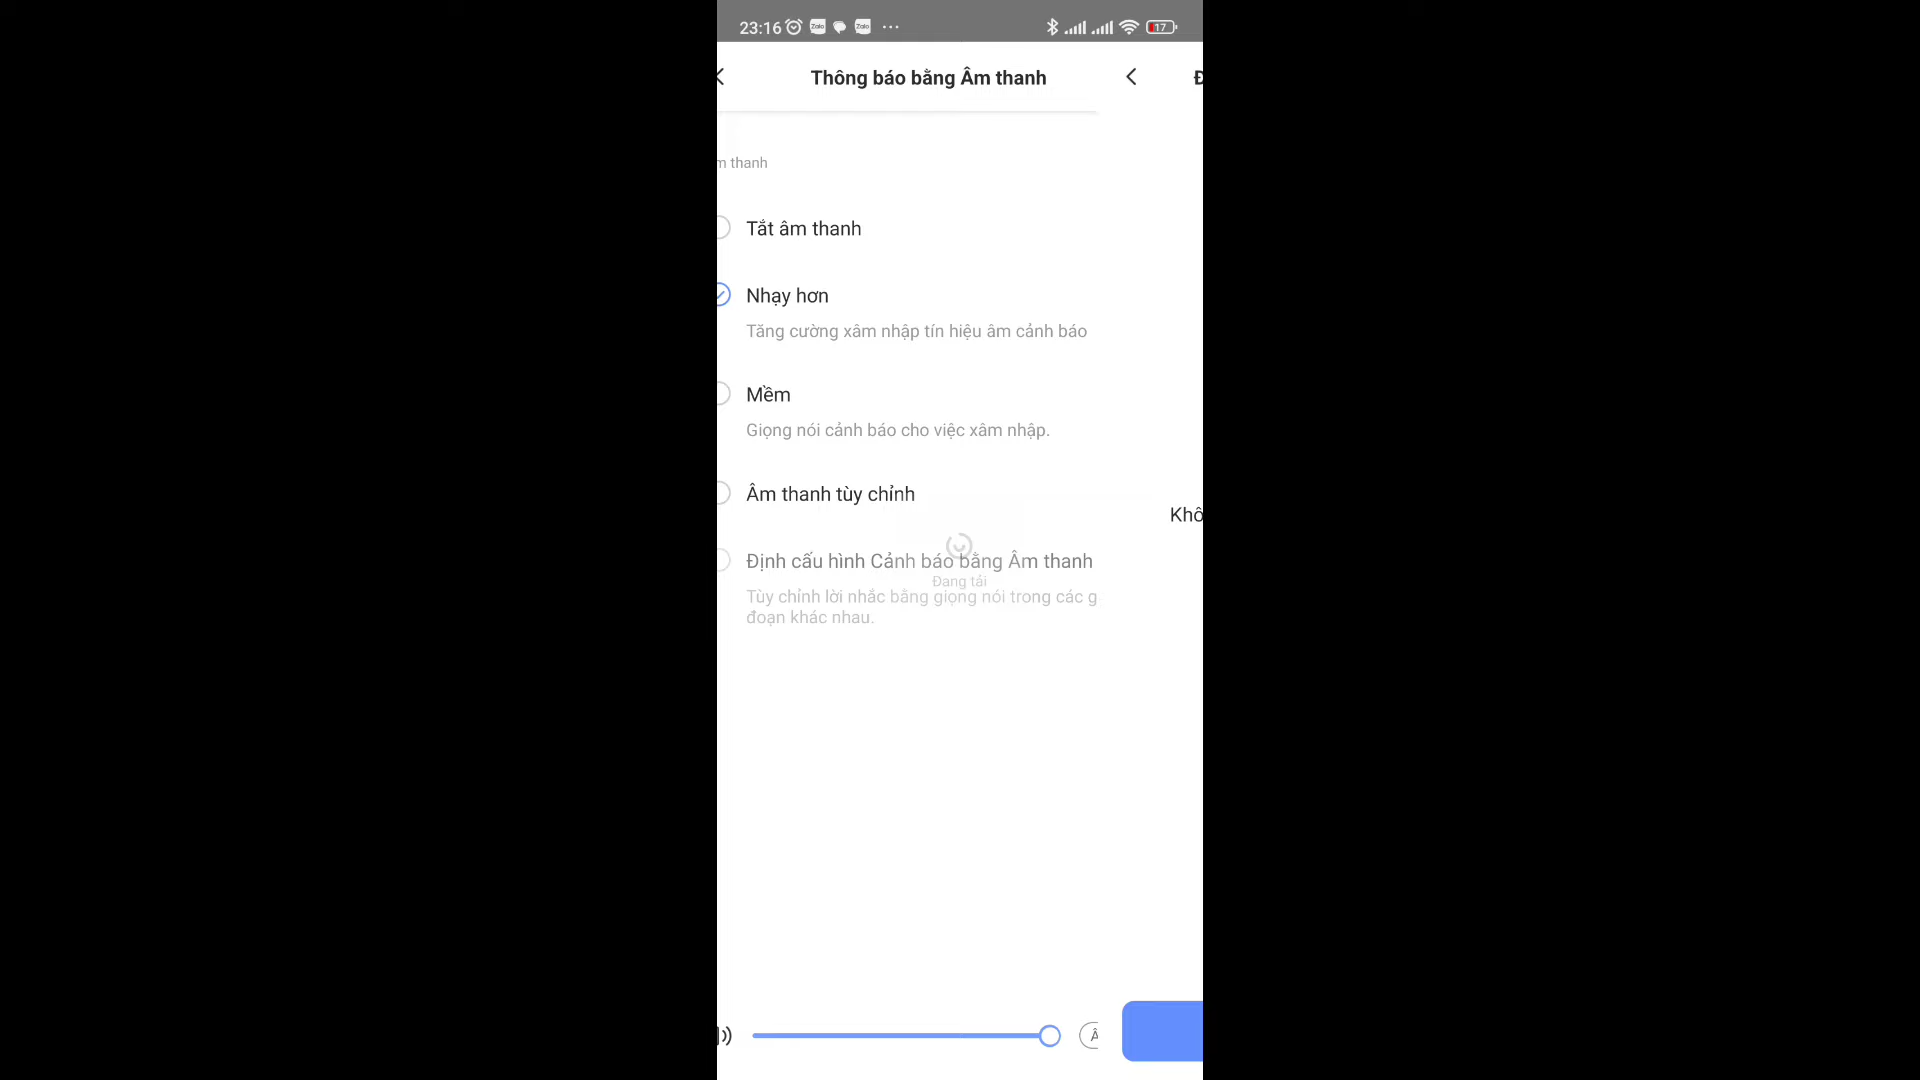 23:16
17
Thông báo bằng Âm thanh
m thanh
Tắt âm thanh
Nhạy hơn
Tăng cường xâm nhập tín hiệu âm cảnh báo
Mềm
Giọng nói cảnh báo cho việc xâm nhập.
Âm thanh tùy chỉnh
Khô
Định cấu hình Cảnh báo bằng Âm thanh
Đang tải
Tùy chỉnh lời nhắc bằng giọng nói trong các g
đoạn khác nhau.
Â